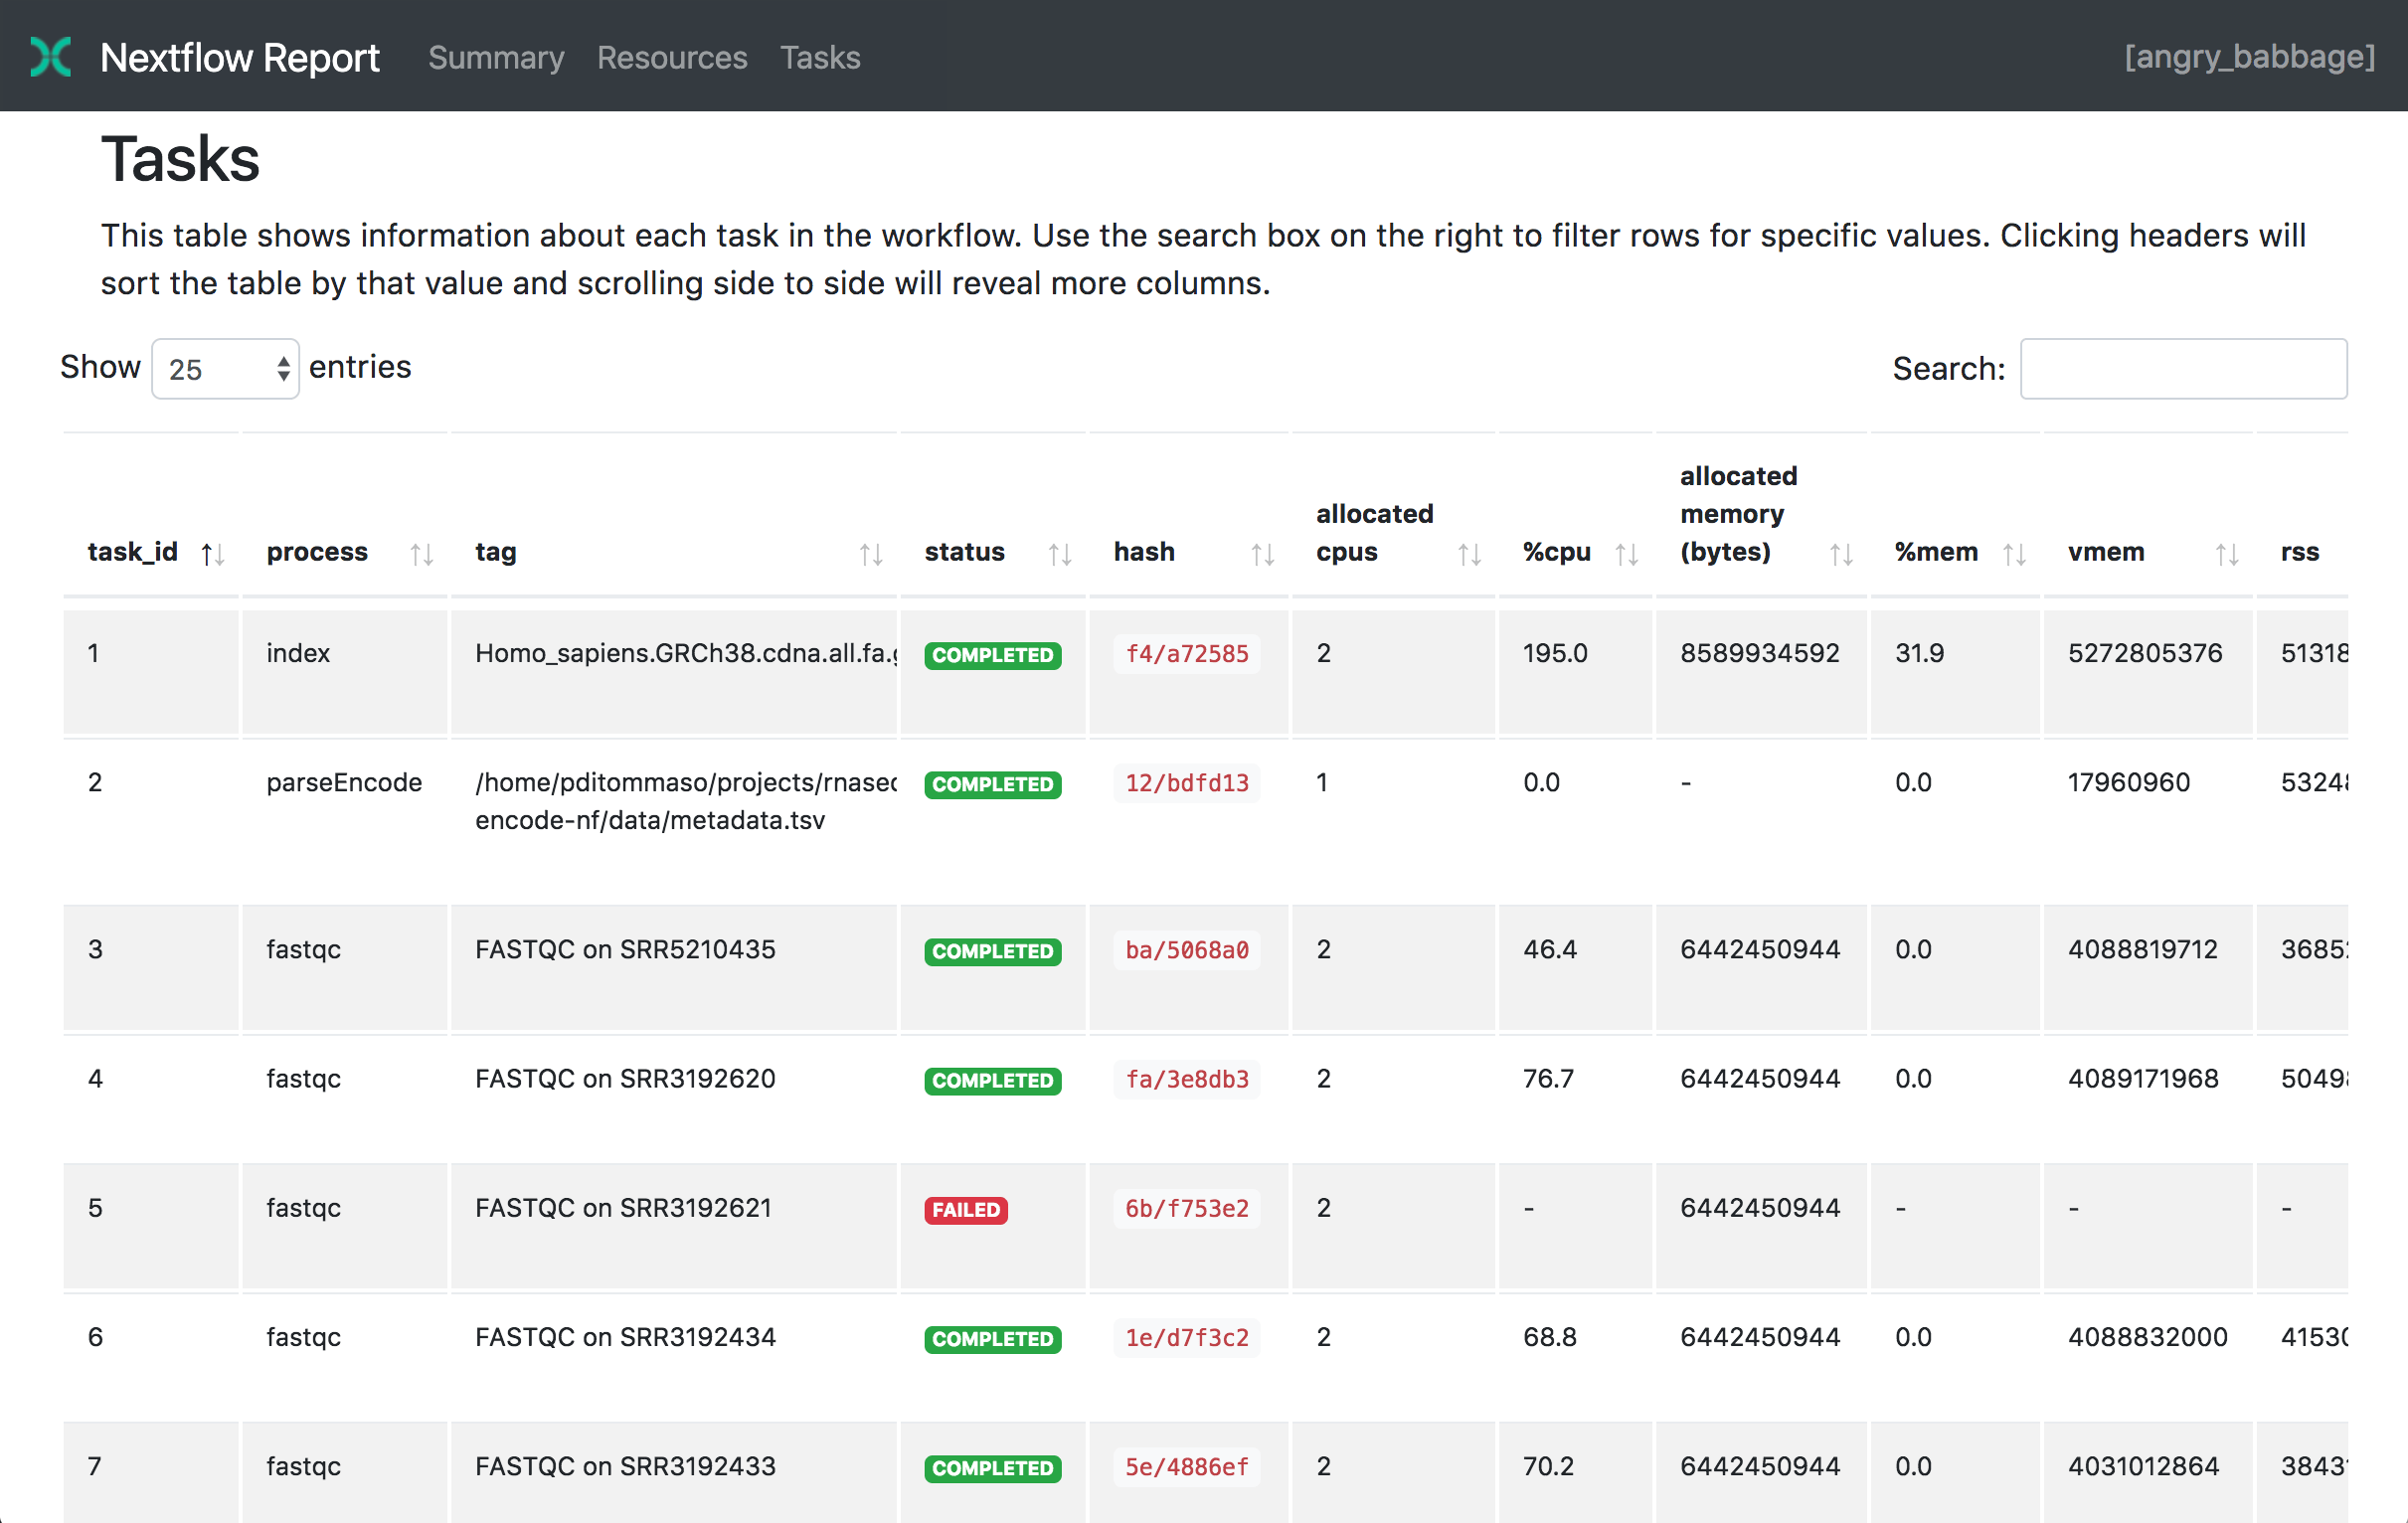 Nextflow Report Summary Resources Tasks [angry_babbage]
Tasks
This table shows information about each task in the workflow. Use the search box on the right to filter rows for specific values. Clicking headers will
sort the table by that value and scrolling side to side will reveal more columns.
Show 25 entries Search:
task_id process tag status hash allocated cpus %cpu allocated memory (bytes) %mem vmem rss
1 index Homo_sapiens.GRCh38.cdna.all.fa. COMPLETED f4/a72585 2 195.0 8589934592 31.9 5272805376 51318
2 parseEncode /home/pditommaso/projects/rnase COMPLETED 12/bdfd13 1 0.0 - 0.0 17960960 5324
encode-nf/data/metadata.tsv
3 fastqc FASTQC on SRR5210435 COMPLETED ba/5068a0 2 46.4 6442450944 0.0 4088819712 3685
4 fastqc FASTQC on SRR3192620 COMPLETED fa/3e8db3 2 76.7 6442450944 0.0 4089171968 5049
5 fastqc FASTQC on SRR3192621 FAILED 6b/f753e2 2 - 6442450944 - - -
6 fastqc FASTQC on SRR3192434 COMPLETED 1e/d7f3c2 2 68.8 6442450944 0.0 4088832000 4153
7 fastqc FASTQC on SRR3192433 COMPLETED 5e/4886ef 2 70.2 6442450944 0.0 4031012864 3843